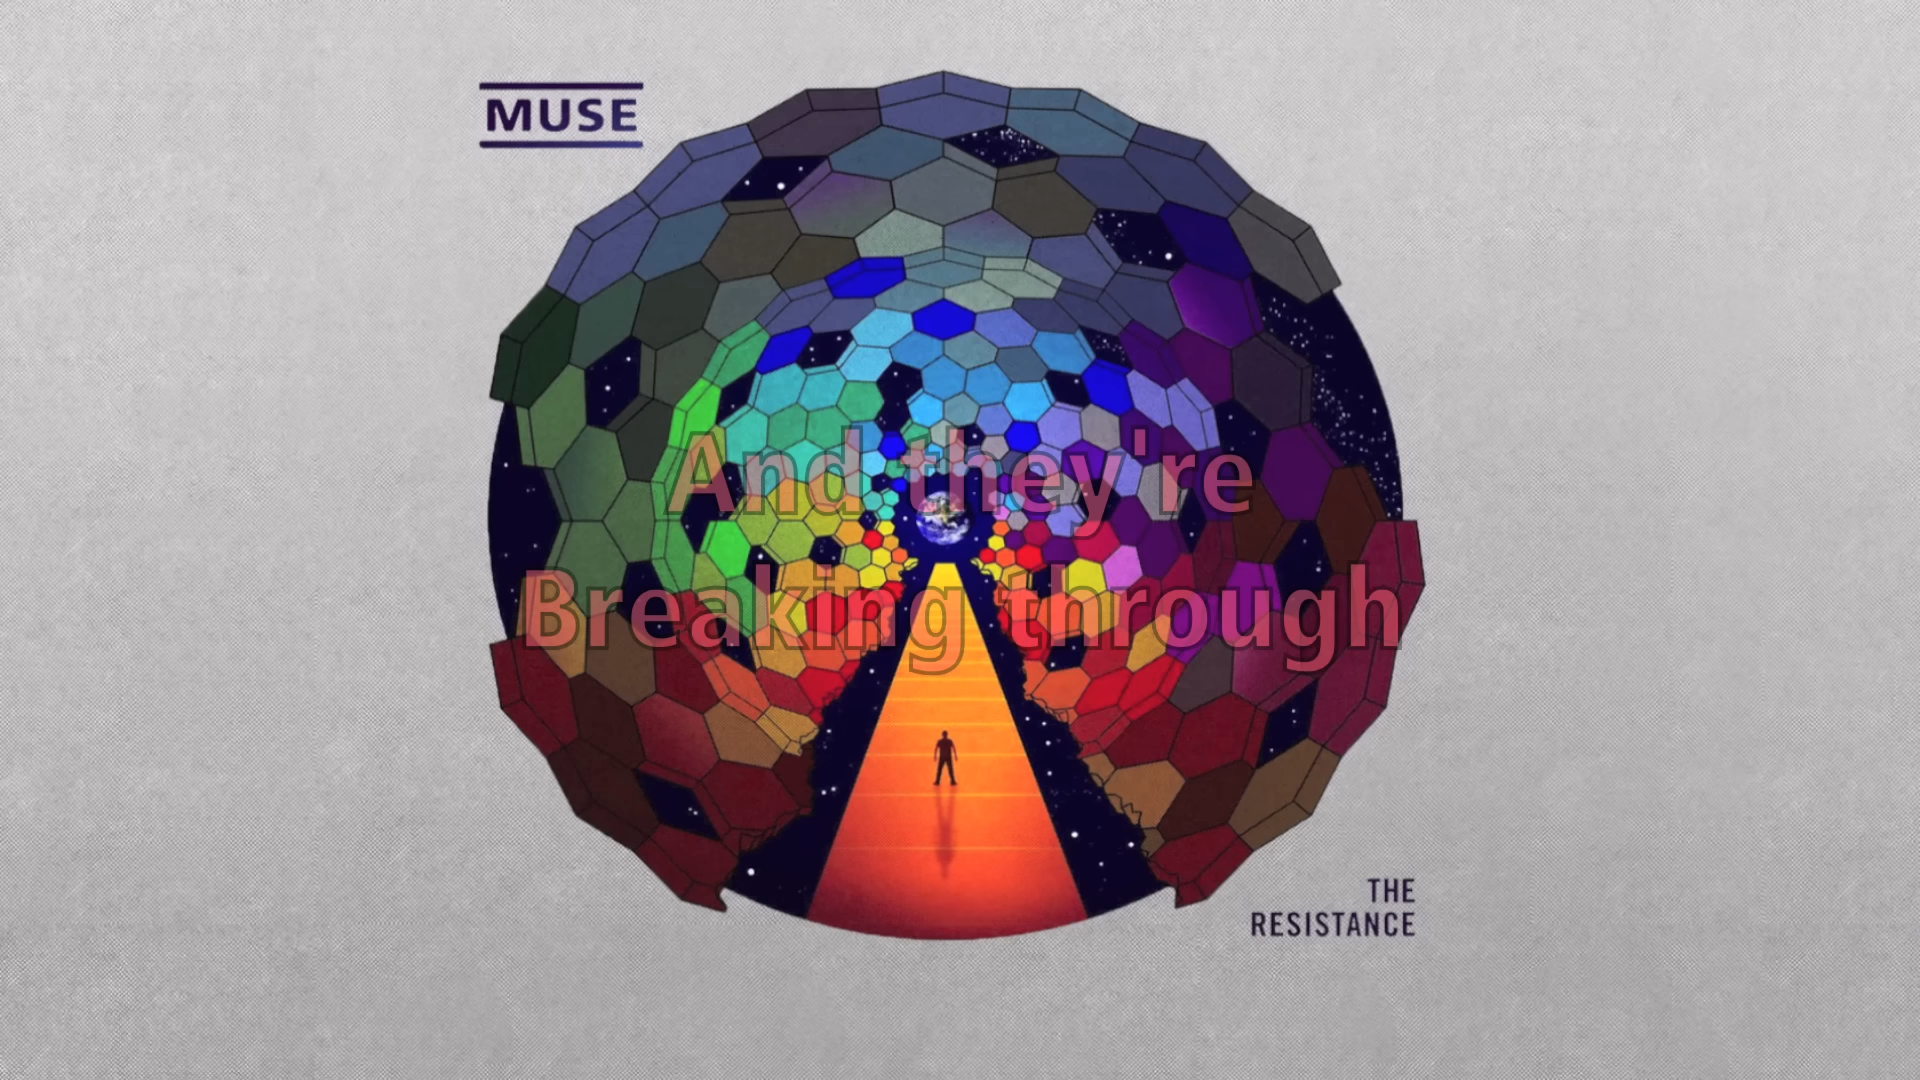 MUSE
And they're
Breaking through
THE
RESISTANCE